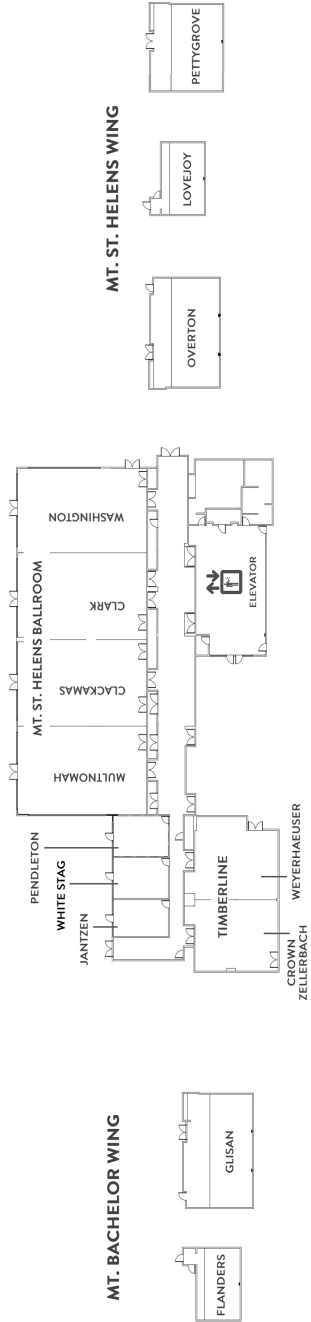 MT. BACHELOR WING
FLANDERS
GLISAN
JANTZEN
WHITE STAG
PENDLETON
TIMBERLINE
CROWN
ZELLERBACH
WEYERHAEUSER
MT. ST. HELENS BALLROOM
MULTNOMAH
CLACKAMAS
CLARK
WASHINGTON
ELEVATOR
MT. ST. HELENS WING
OVERTON
LOVEJOY
PETTYGROVE